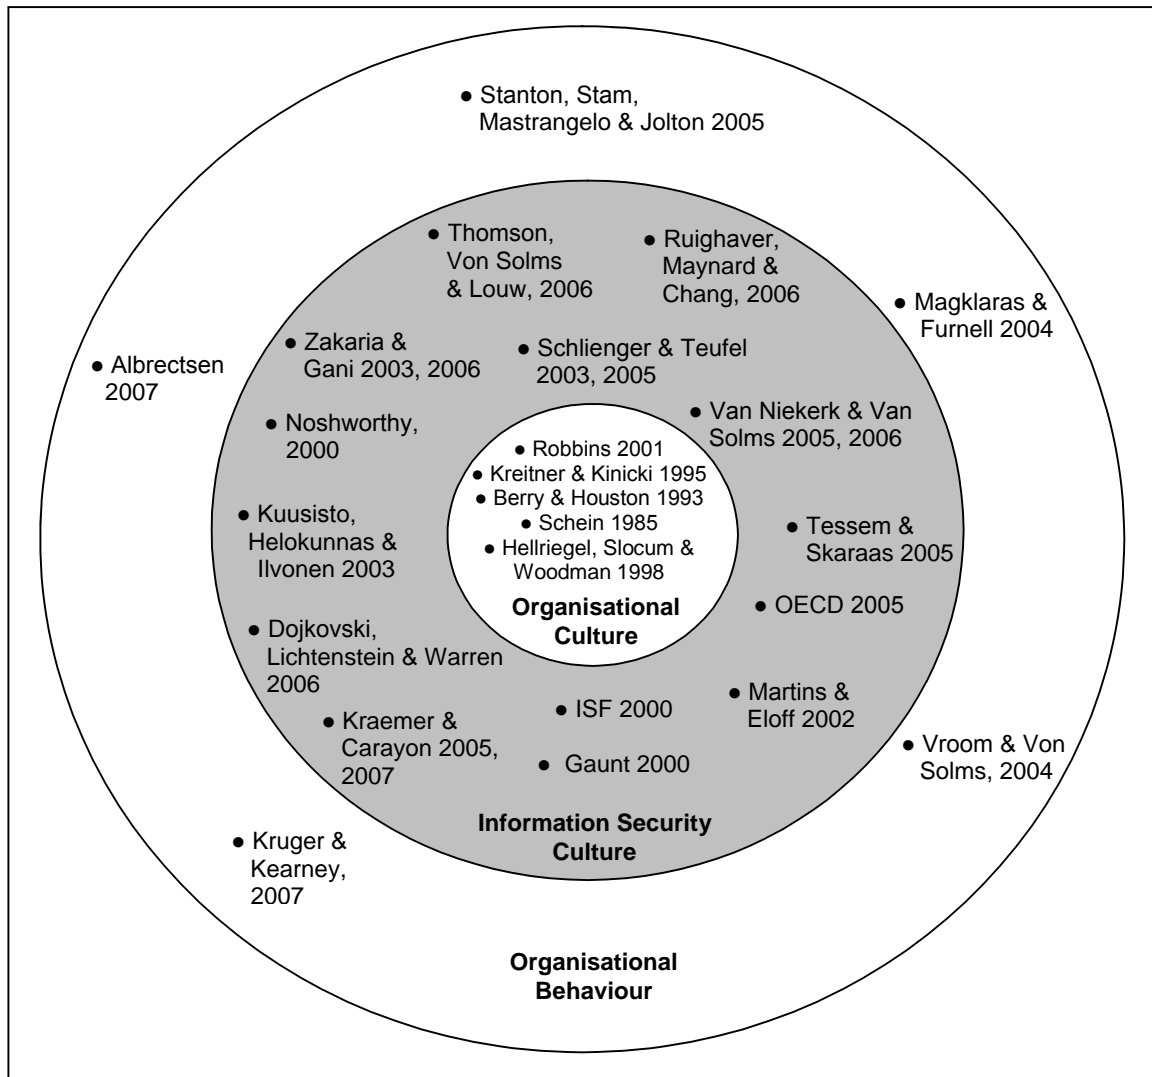 ● Stanton, Stam,
Mastrangelo & Jolton 2005
● Thomson,
Von Solms
& Louw, 2006
● Ruighaver,
Maynard &
Chang, 2006
● Magklaras &
Furnell 2004
● Zakaria &
Gani 2003, 2006
● Schlienger & Teufel
2003, 2005
● Albrectsen
2007
● Noshworthy,
2000
● Van Niekerk & Van
Solms 2005, 2006
● Robbins 2001
● Kreitner & Kinicki 1995
● Berry & Houston 1993
● Schein 1985
● Hellriegel, Slocum &
Woodman 1998
Organisational
Culture
● Kuusisto,
Helokunnas &
Ilvonen 2003
● Tessem &
Skaraas 2005
● OECD 2005
● Dojkovski,
Lichtenstein & Warren
2006
● Martins &
Eloff 2002
● ISF 2000
● Kraemer &
Carayon 2005,
2007
● Gaunt 2000
● Vroom & Von
Solms, 2004
Information Security
Culture
● Kruger &
Kearney,
2007
Organisational
Behaviour